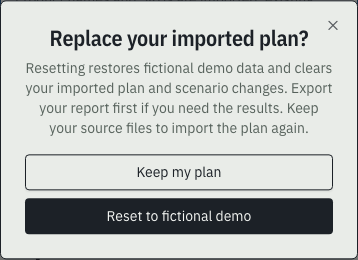 Replace your imported plan?
Resetting restores fictional demo data and clears
your imported plan and scenario changes. Export
your report first if you need the results. Keep
your source files to import the plan again.
Keep my plan
Reset to fictional demo